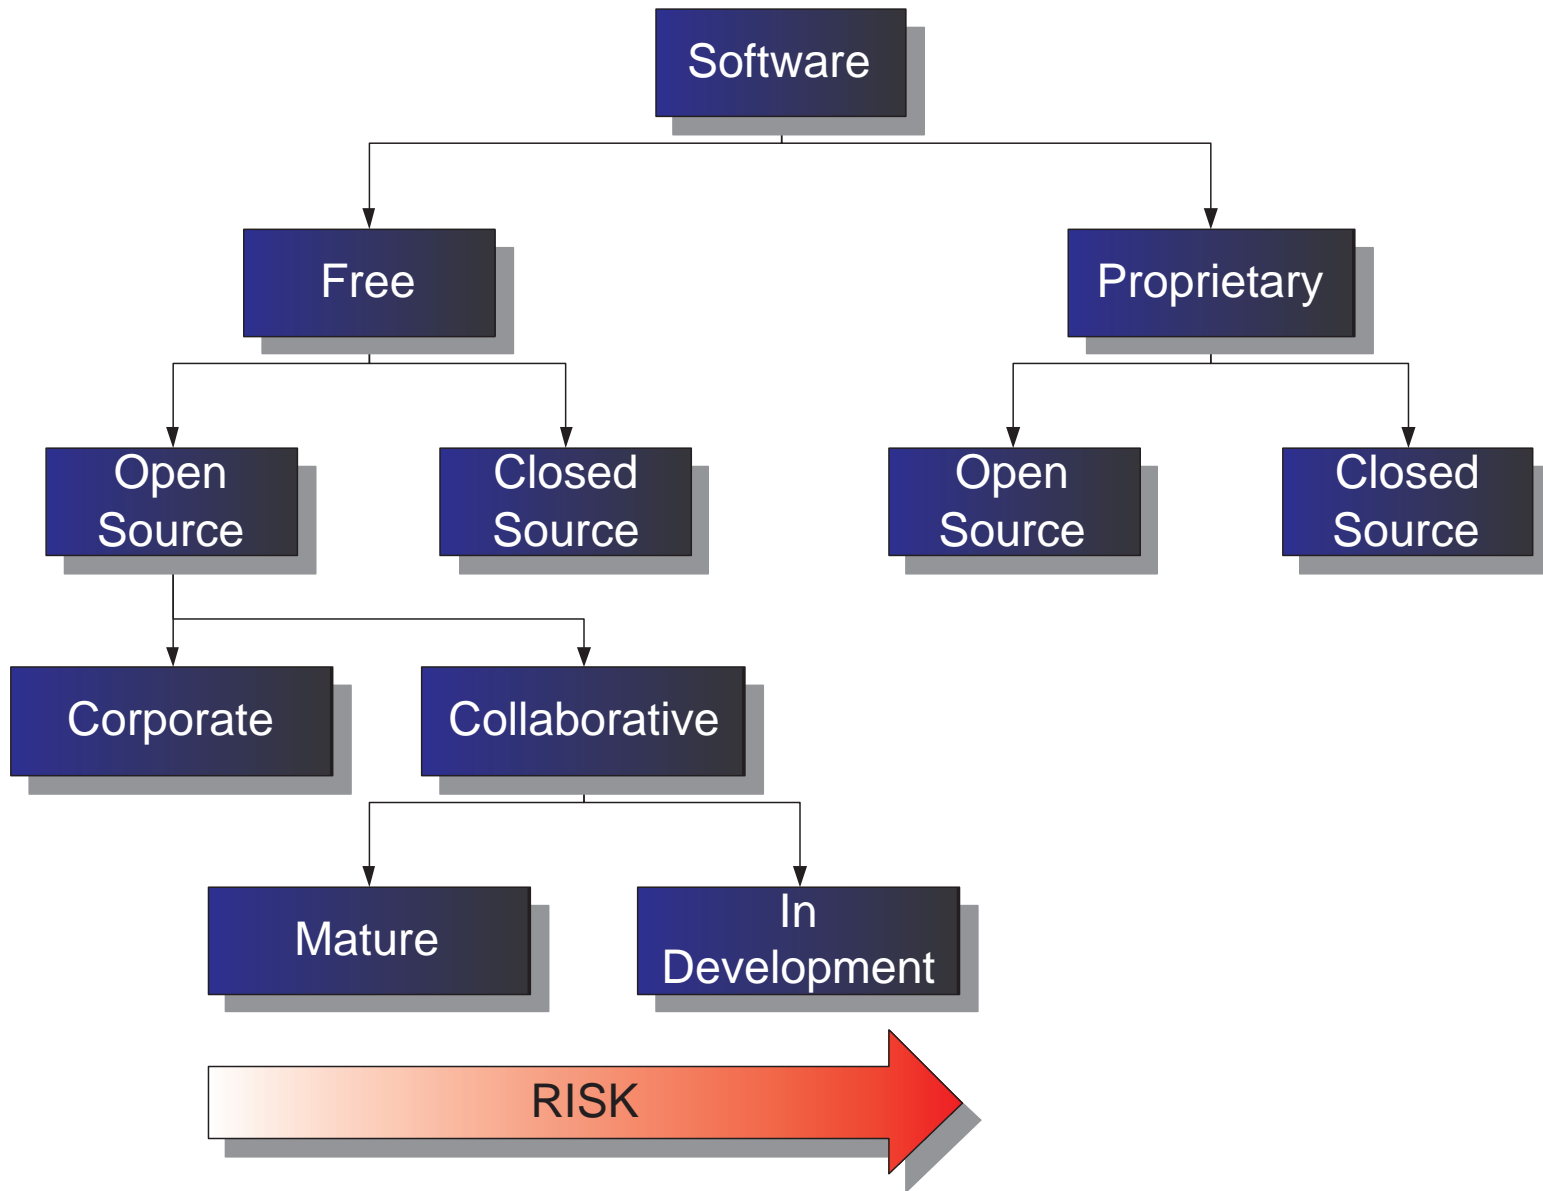 Software
Free
Proprietary
Open
Source
Closed
Source
Open
Source
Closed
Source
Corporate
Collaborative
Mature
In
Development
RISK